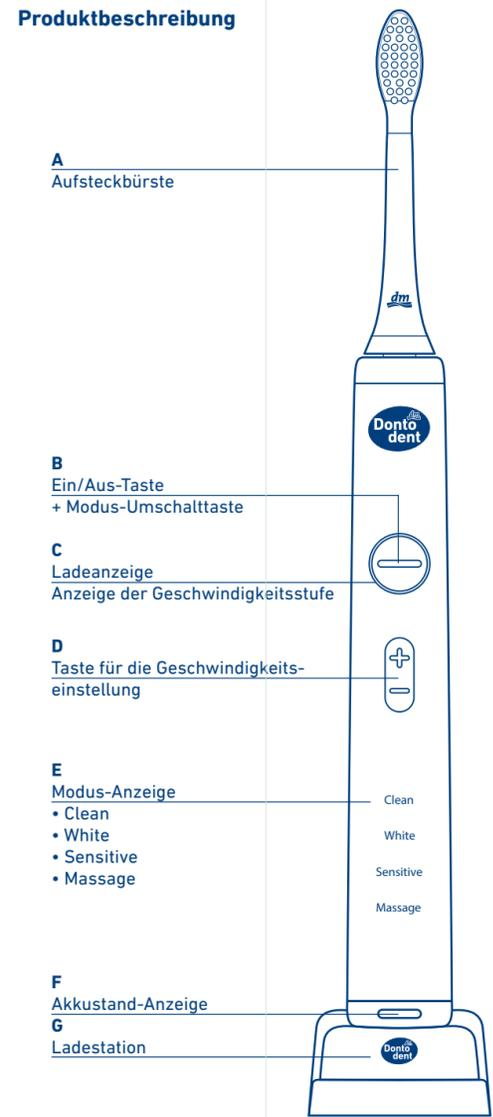 Produktbeschreibung
A
Aufsteckbürste
dm
Donto
dent
B
Ein/Aus-Taste
+ Modus-Umschalttaste
C
Ladeanzeige
Anzeige der Geschwindigkeitsstufe
D
Taste für die Geschwindigkeits-
einstellung
E
Modus-Anzeige
• Clean
• White
• Sensitive
• Massage
Clean
White
Sensitive
Massage
F
Akkustand-Anzeige
G
Ladestation
Donto
dent